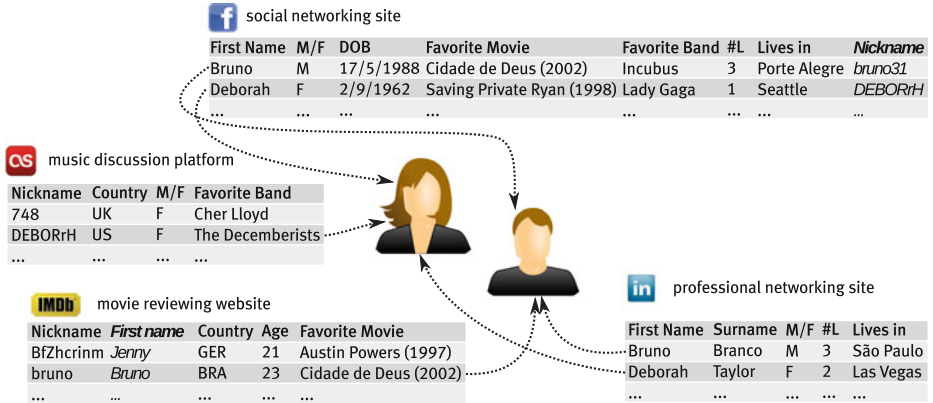 f social networking site
First Name M/F DOB Favorite Movie Favorite Band #L Lives in Nickname
Bruno M 17/5/1988 Cidade de Deus (2002) Incubus 3 Porte Alegre bruno31
Deborah F 2/9/1962 Saving Private Ryan (1998) Lady Gaga 1 Seattle DEBORrH
... ... ... ... ... ... ... ...
as music discussion platform
Nickname Country M/F Favorite Band
748 UK F Cher Lloyd
DEBORrH US F The Decemberists
... ... ... ...
IMDb movie reviewing website
Nickname First name Country Age Favorite Movie
BfZhcrinm Jenny GER 21 Austin Powers (1997)
bruno Bruno BRA 23 Cidade de Deus (2002)
... ... ... ... ...
in professional networking site
First Name Surname M/F #L Lives in
Bruno Branco M 3 São Paulo
Deborah Taylor F 2 Las Vegas
... ... ... ... ...